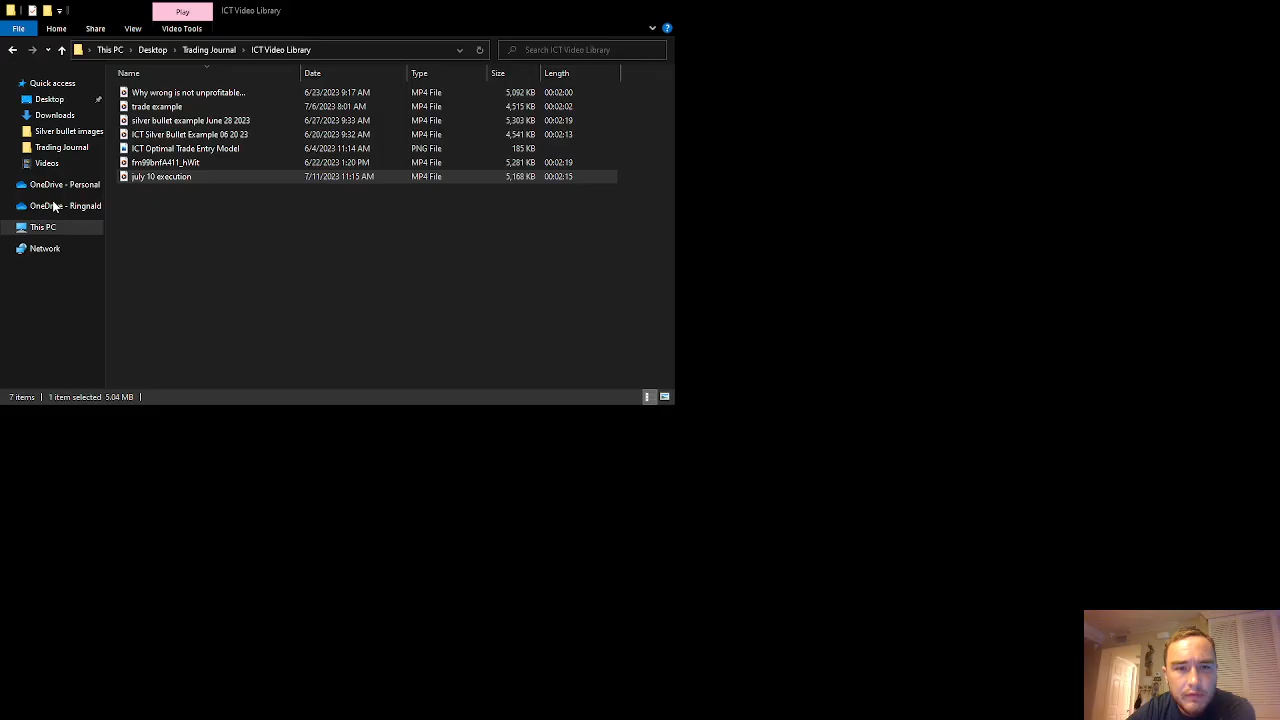 Play
ICT Video Library
File
Home
Share
View
Video Tools
This PC
Desktop
Trading Journal
ICT Video Library
Search ICT Video Library
Name
Date
Type
Size
Length
Why wrong is not unprofitable...
6/23/2023 9:17 AM
MP4 File
5,092 KB
00:02:00
trade example
7/6/2023 8:01 AM
MP4 File
4,515 KB
00:02:02
silver bullet example June 28 2023
6/27/2023 9:33 AM
MP4 File
5,303 KB
00:02:19
ICT Silver Bullet Example 06 20 23
6/20/2023 9:32 AM
MP4 File
4,541 KB
00:02:13
ICT Optimal Trade Entry Model
6/4/2023 11:14 AM
PNG File
185 KB
fm99bnfA411_hWit
6/22/2023 1:20 PM
MP4 File
5,281 KB
00:02:19
july 10 execution
7/11/2023 11:15 AM
MP4 File
5,168 KB
00:02:15
Quick access
Desktop
Downloads
Silver bullet images
Trading Journal
Videos
OneDrive - Personal
OneDrive - Ringnald
This PC
Network
7 items
1 item selected 5.04 MB